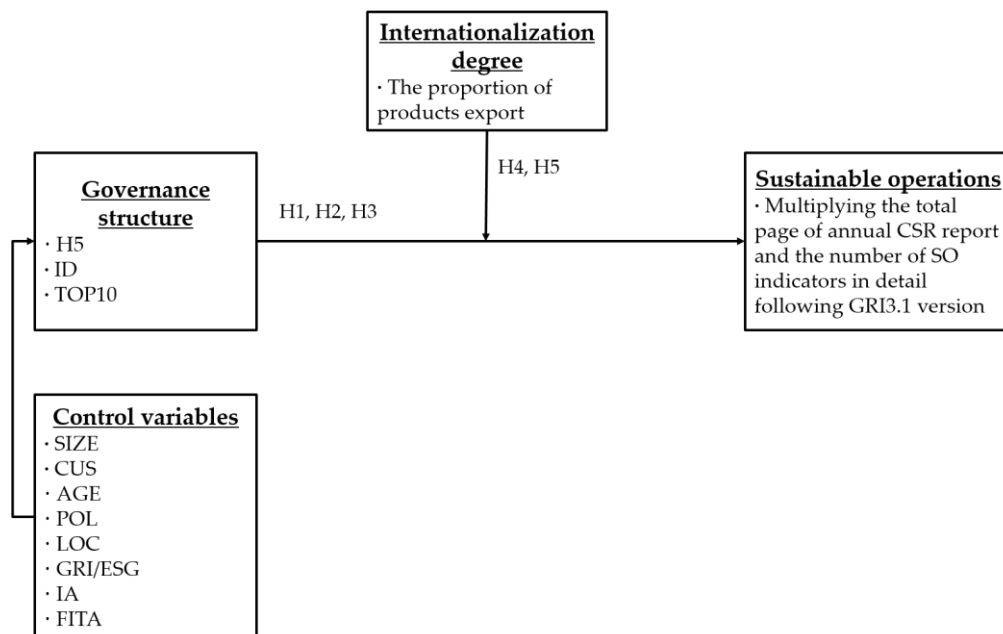 Internationalization
degree
· The proportion of
products export
H4, H5
Governance
structure
· H5
· ID
· TOP10
H1, H2, H3
Sustainable operations
· Multiplying the total
page of annual CSR report
and the number of SO
indicators in detail
following GRI3.1 version
Control variables
· SIZE
· CUS
· AGE
· POL
· LOC
· GRI/ESG
· IA
· FITA